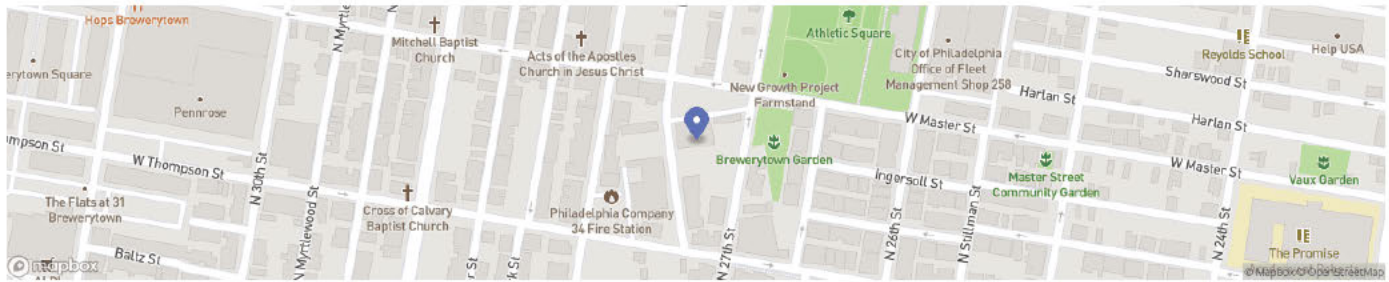 Hops Brewerytown
N Myrtle
Mitchell Baptist
Church
Acts of the Apostles
Church in Jesus Christ
Athletic Square
City of Philadelphia
Office of Fleet
Management Shop 258
Reyolds School
Help USA
erytown Square
Pennrose
New Growth Project
Farmstand
Sharswood St
Harlan St
Harlan St
W Master St
W Master St
ompson St
W Thompson St
N 30th St
N Myrtlewood St
Brewerytown Garden
Ingersoll St
Master Street
Community Garden
Vaux Garden
The Flats at 31
Brewerytown
Cross of Calvary
Baptist Church
Philadelphia Company
34 Fire Station
N 27th St
N 26th St
N Stillman St
N 24th St
Baltz St
r St
k St
The Promise
mapbox
© Mapbox © OpenStreetMap